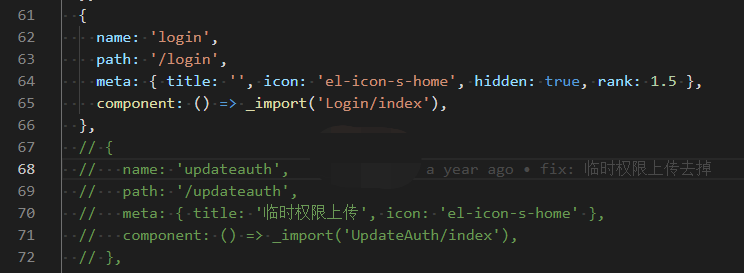 61 {
62 name: 'login',
63 path: '/login',
64 meta: { title: '', icon: 'el-icon-s-home', hidden: true, rank: 1.5 },
65 component: () => _import('Login/index'),
66 },
67 // {
68 // name: 'updateauth', a year ago • fix: 临时权限上传去掉
69 // path: '/updateauth',
70 // meta: { title: '临时权限上传', icon: 'el-icon-s-home' },
71 // component: () => _import('UpdateAuth/index'),
72 // },